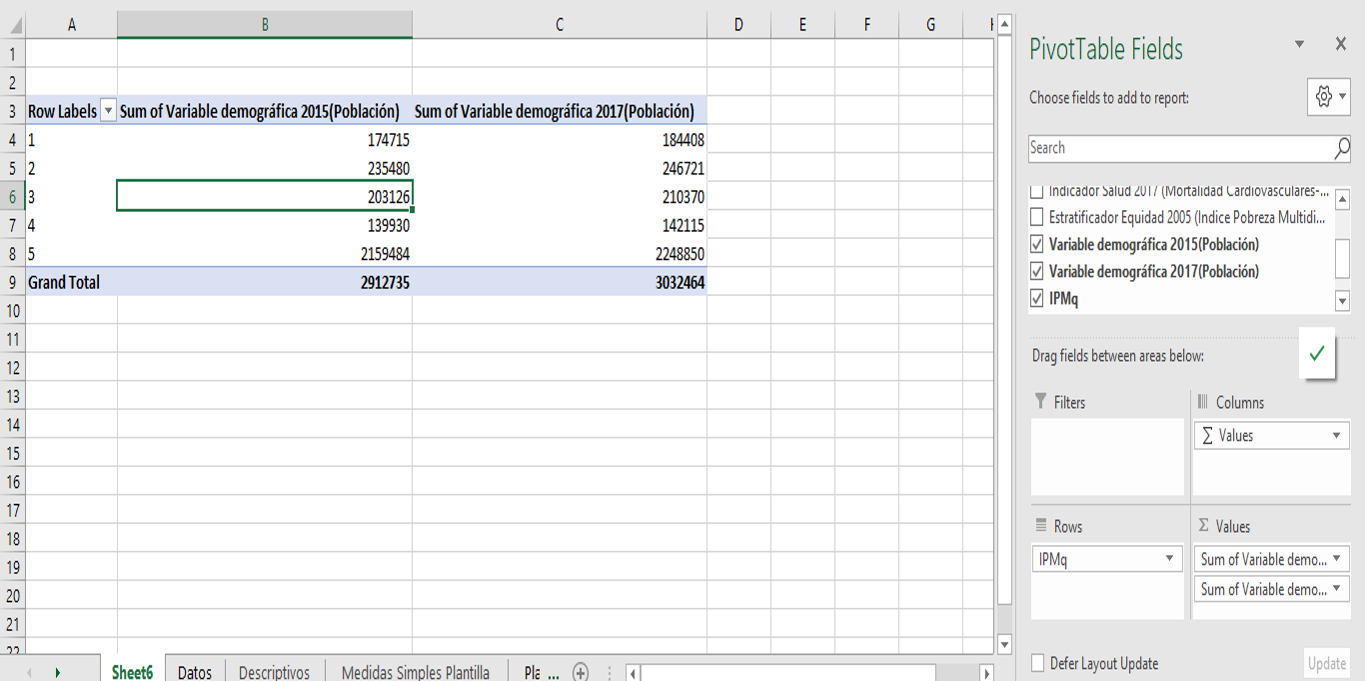 A B C D E F G
1
2
3 Row Labels Sum of Variable demográfica 2015(Población) Sum of Variable demográfica 2017(Población)
4 1 174715 184408
5 2 235480 246721
6 3 203126 210370
7 4 139930 142115
8 5 2159484 2248850
9 Grand Total 2912735 3032464
10
11
12
13
14
15
16
17
18
19
20
21
22
Sheet6 Datos Descriptivos Medidas Simples Plantilla Pla ...
PivotTable Fields
Choose fields to add to report:
Search
Indicador Salud 2017 (Mortalidad Cardiovasculares-...
Estratificador Equidad 2005 (Indice Pobreza Multidi...
Variable demográfica 2015(Población)
Variable demográfica 2017(Población)
IPMq
Drag fields between areas below:
Filters
Columns
Σ Values
Rows
IPMq
Σ Values
Sum of Variable demo...
Sum of Variable demo...
Defer Layout Update
Update